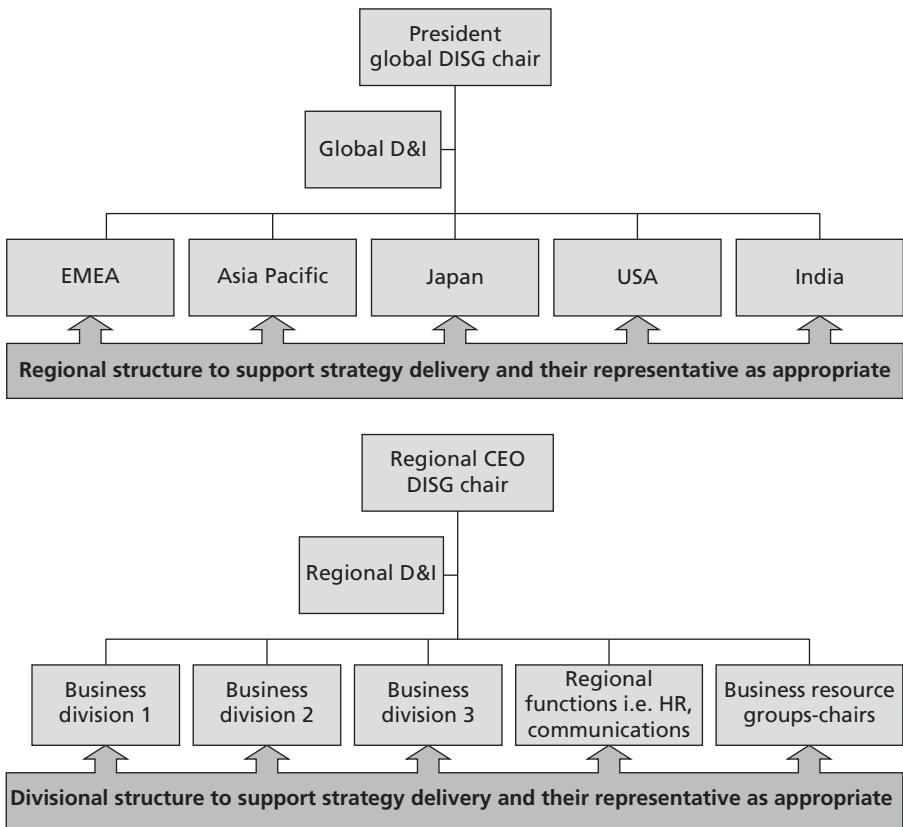 President
global DISG chair
Global D&I
EMEA
Asia Pacific
Japan
USA
India
Regional structure to support strategy delivery and their representative as appropriate
Regional CEO
DISG chair
Regional D&I
Business
division 1
Business
division 2
Business
division 3
Regional
functions i.e. HR,
communications
Business resource
groups-chairs
Divisional structure to support strategy delivery and their representative as appropriate